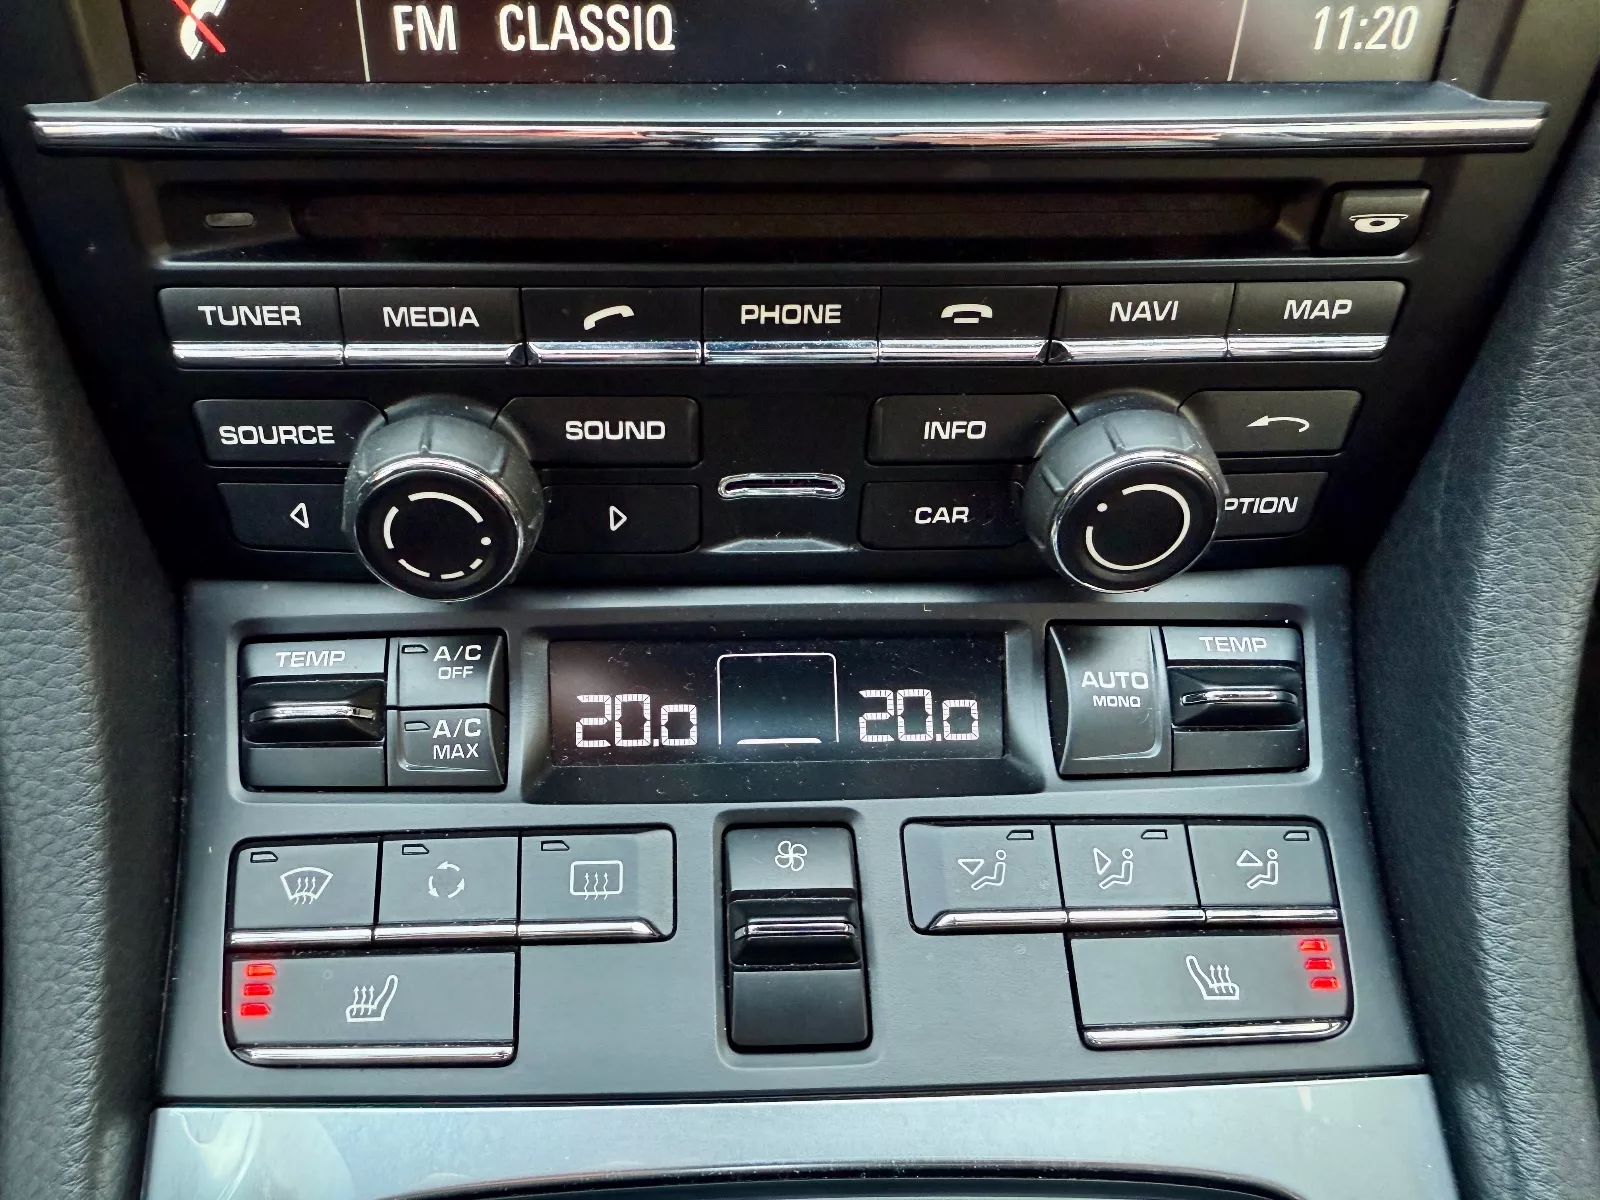 FM CLASSIQ 11:20
TUNER MEDIA PHONE NAVI MAP
SOURCE SOUND INFO
CAR PTION
TEMP A/C OFF
A/C MAX
20.0 20.0
AUTO MONO
TEMP